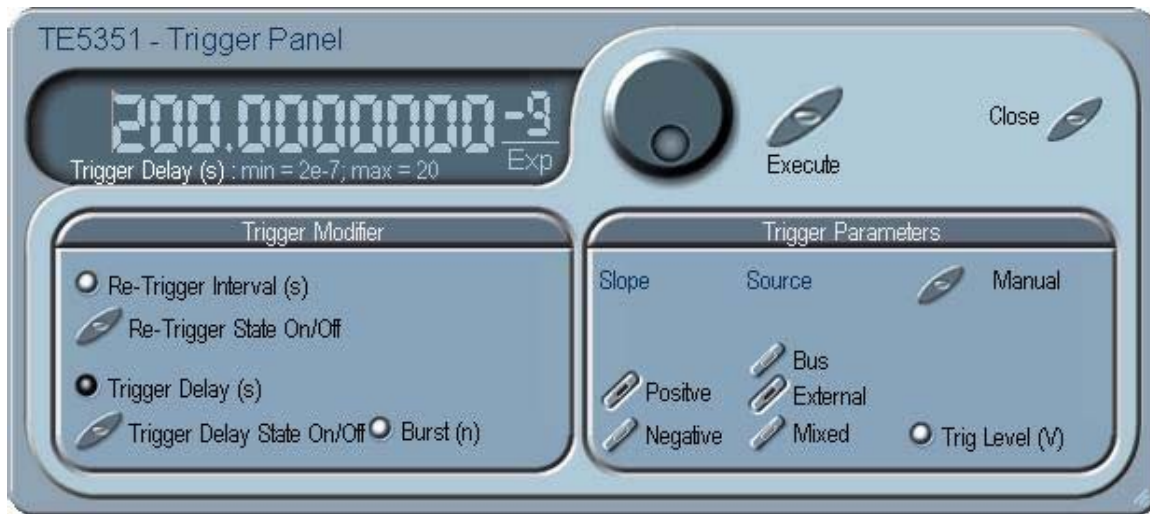 TE5351 - Trigger Panel
200.0000000 -9
Exp
Trigger Delay (s) : min = 2e-7; max = 20
Execute
Close
Trigger Modifier
Re-Trigger Interval (s)
Re-Trigger State On/Off
Trigger Delay (s)
Trigger Delay State On/Off Burst (n)
Trigger Parameters
Slope Source Manual
Bus
Positve External
Negative Mixed Trig Level (V)